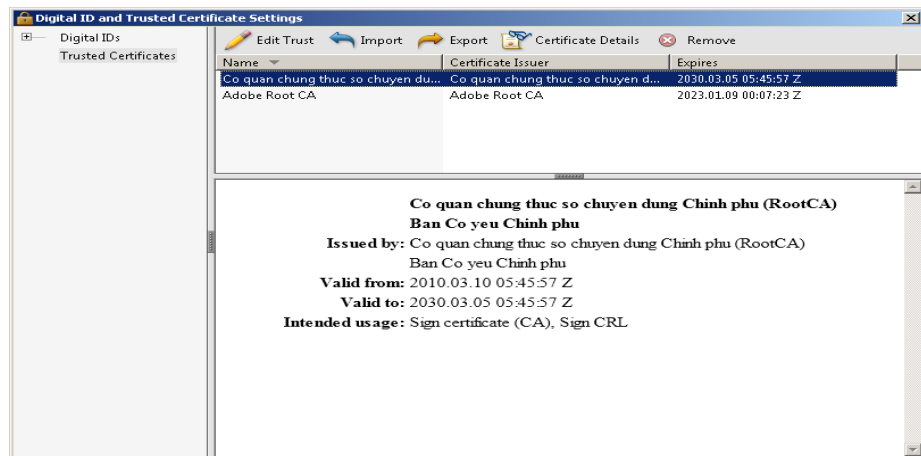 Digital ID and Trusted Certificate Settings
Digital IDs
Trusted Certificates
Edit Trust Import Export Certificate Details Remove
Name Certificate Issuer Expires
Co quan chung thuc so chuyen du... Co quan chung thuc so chuyen d... 2030.03.05 05:45:57 Z
Adobe Root CA Adobe Root CA 2023.01.09 00:07:23 Z
Co quan chung thuc so chuyen dung Chinh phu (RootCA)
Ban Co yeu Chinh phu
Issued by: Co quan chung thuc so chuyen dung Chinh phu (RootCA)
Ban Co yeu Chinh phu
Valid from: 2010.03.10 05:45:57 Z
Valid to: 2030.03.05 05:45:57 Z
Intended usage: Sign certificate (CA), Sign CRL